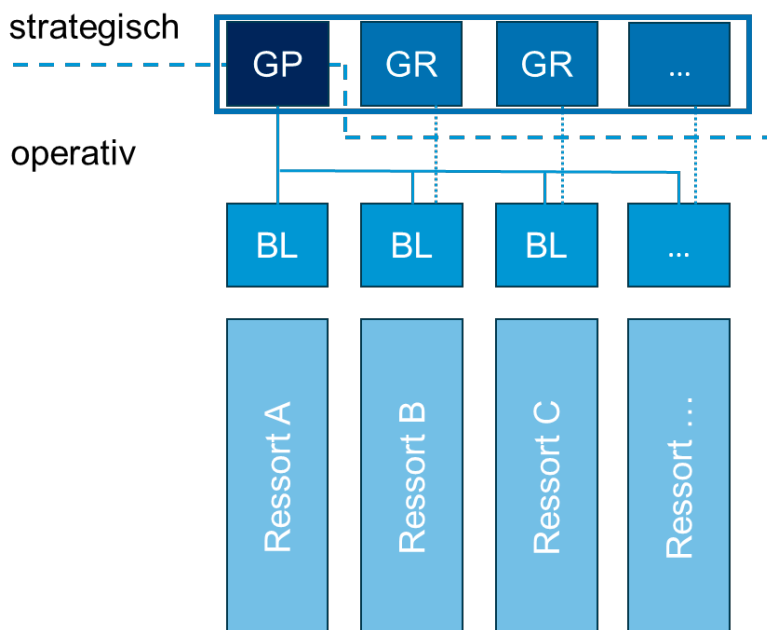 strategisch
GP GR GR ...
operativ
BL BL BL ...
Ressort A
Ressort B
Ressort C
Ressort ...